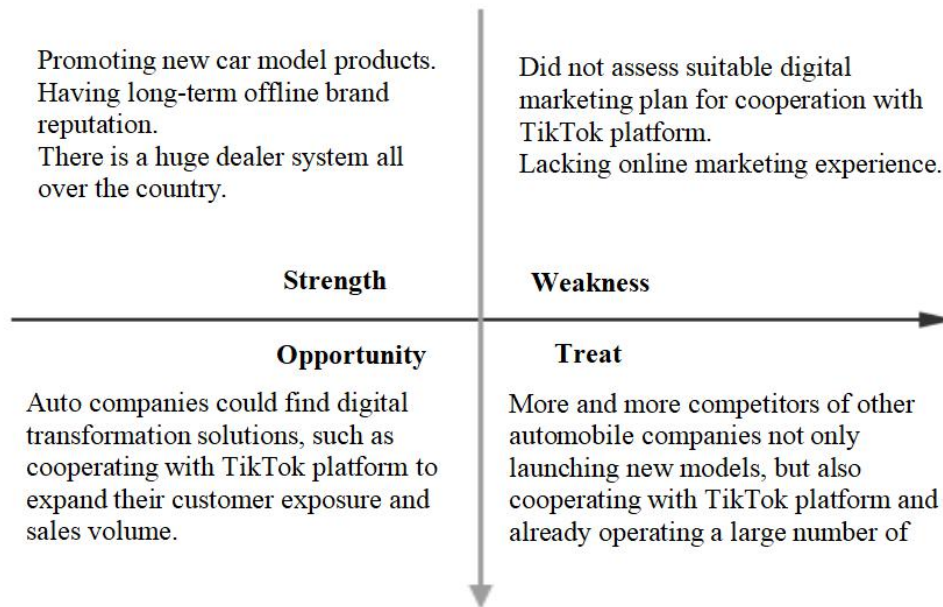 Promoting new car model products.
Having long-term offline brand
reputation.
There is a huge dealer system all
over the country.
Strength
Did not assess suitable digital
marketing plan for cooperation with
TikTok platform.
Lacking online marketing experience.
Weakness
Opportunity
Auto companies could find digital
transformation solutions, such as
cooperating with TikTok platform to
expand their customer exposure and
sales volume.
Treat
More and more competitors of other
automobile companies not only
launching new models, but also
cooperating with TikTok platform and
already operating a large number of